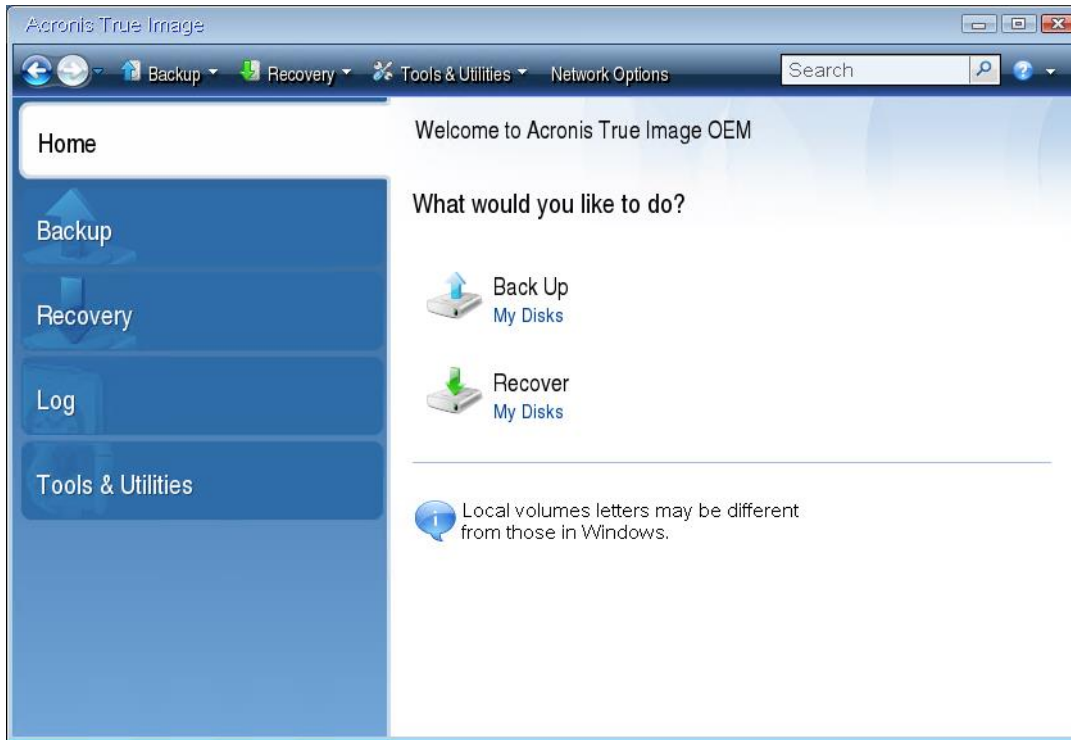 Acronis True Image
Backup Recovery Tools & Utilities Network Options Search
Home
Backup
Recovery
Log
Tools & Utilities
Welcome to Acronis True Image OEM
What would you like to do?
Back Up
My Disks
Recover
My Disks
Local volumes letters may be different
from those in Windows.